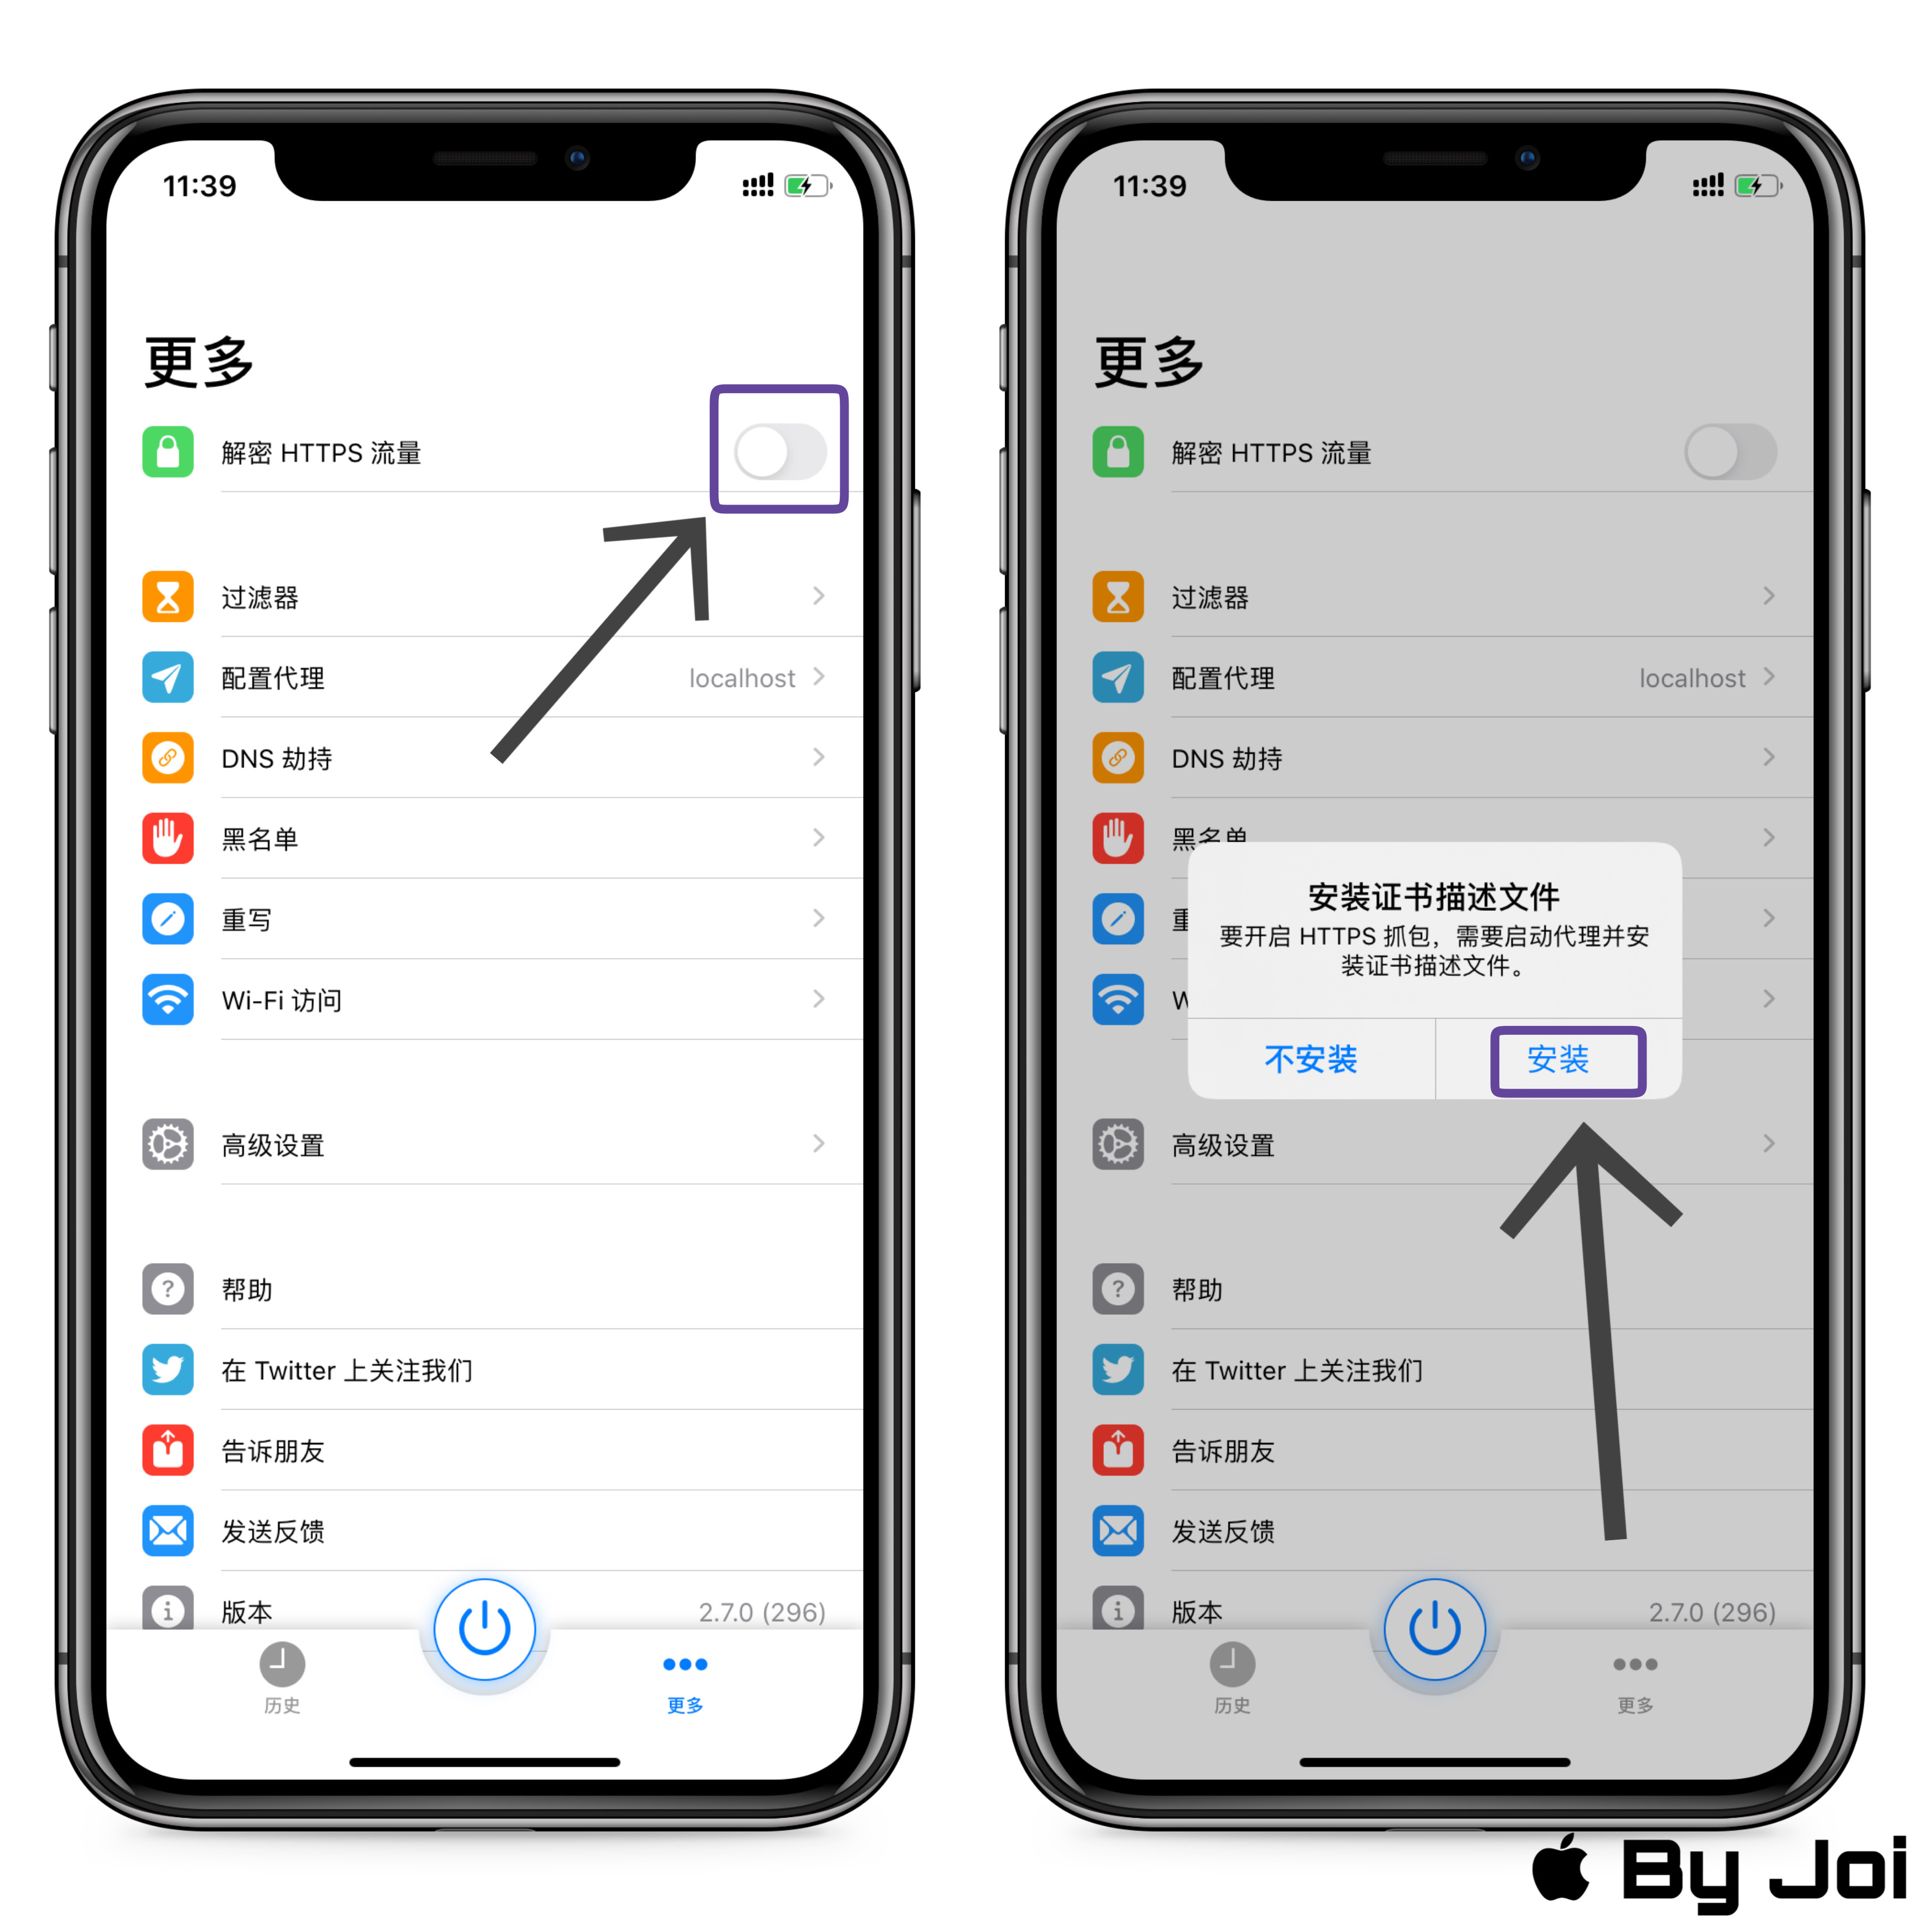 11:39
更多
解密 HTTPS 流量
过滤器
配置代理 localhost
DNS 劫持
黑名单
重写
Wi-Fi 访问
高级设置
帮助
在 Twitter 上关注我们
告诉朋友
发送反馈
版本 2.7.0 (296)
历史
更多
11:39
更多
解密 HTTPS 流量
过滤器
配置代理 localhost
DNS 劫持
黑名单
安装证书描述文件
要开启 HTTPS 抓包，需要启动代理并安
装证书描述文件。
不安装 安装
高级设置
帮助
在 Twitter 上关注我们
告诉朋友
发送反馈
版本 2.7.0 (296)
历史
更多
By Joi